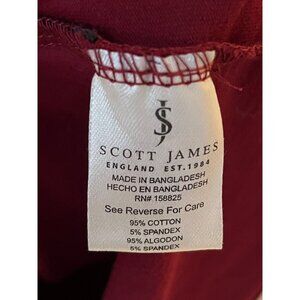 JS
SCOTT JAMES
ENGLAND EST.1984
MADE IN BANGLADESH
HECHO EN BANGLADESH
RN# 158825
See Reverse For Care
95% COTTON
5% SPANDEX
95% ALGODON
5% SPANDEX